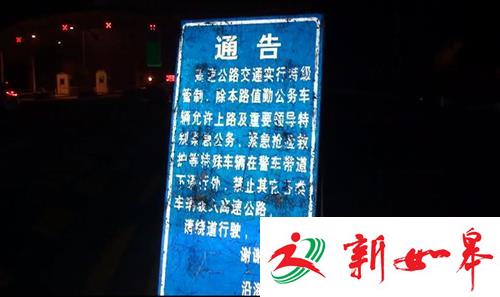 通告
高速公路交通实行特级
管制，除本路值勤公务车
辆允许上路及重要领导特
别紧急公务、紧急抢险救
护等特殊车辆在警车带道
下通行外，禁止其它各类
车辆驶入高速公路，
请绕道行驶，
谢谢
沿海
新如皋